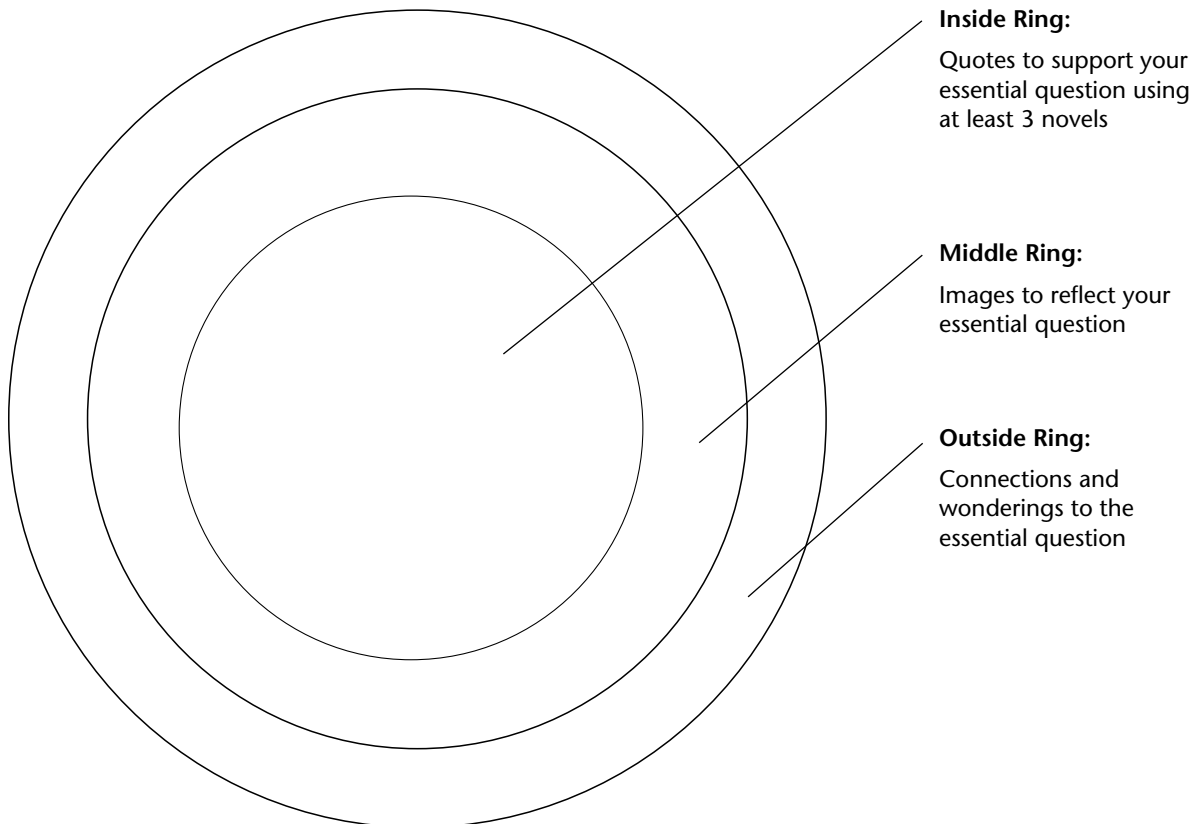 Inside Ring:
Quotes to support your
essential question using
at least 3 novels
Middle Ring:
Images to reflect your
essential question
Outside Ring:
Connections and
wonderings to the
essential question